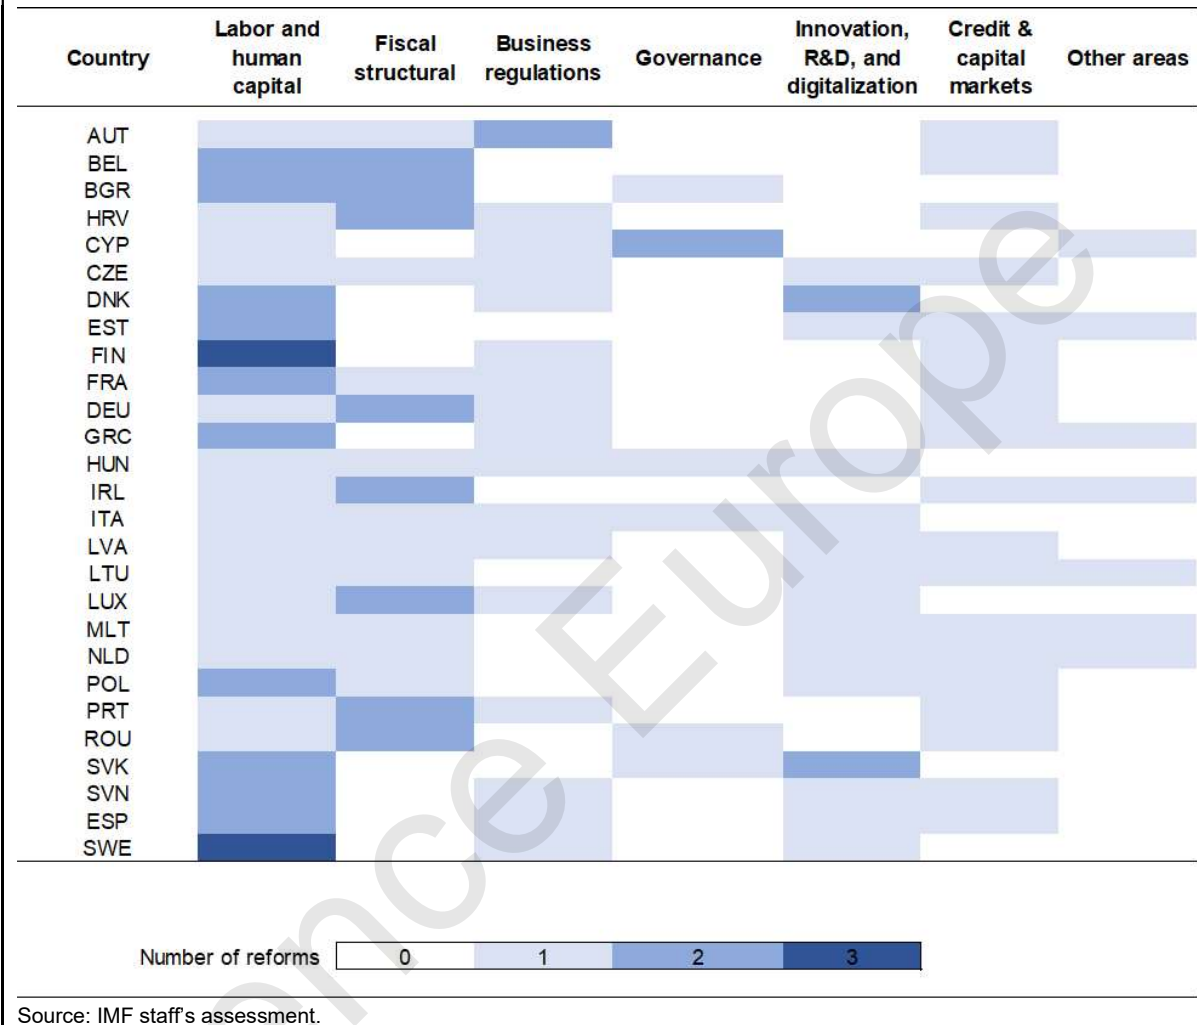 Country
Labor and
human
capital
Fiscal
structural
Business
regulations
Governance
Innovation,
R&D, and
digitalization
Credit &
capital
markets
Other areas
AUT
BEL
BGR
HRV
CYP
CZE
DNK
EST
FIN
FRA
DEU
GRC
HUN
IRL
ITA
LVA
LTU
LUX
MLT
NLD
POL
PRT
ROU
SVK
SVN
ESP
SWE
Number of reforms 0 1 2 3
Source: IMF staff's assessment.
ence Europe